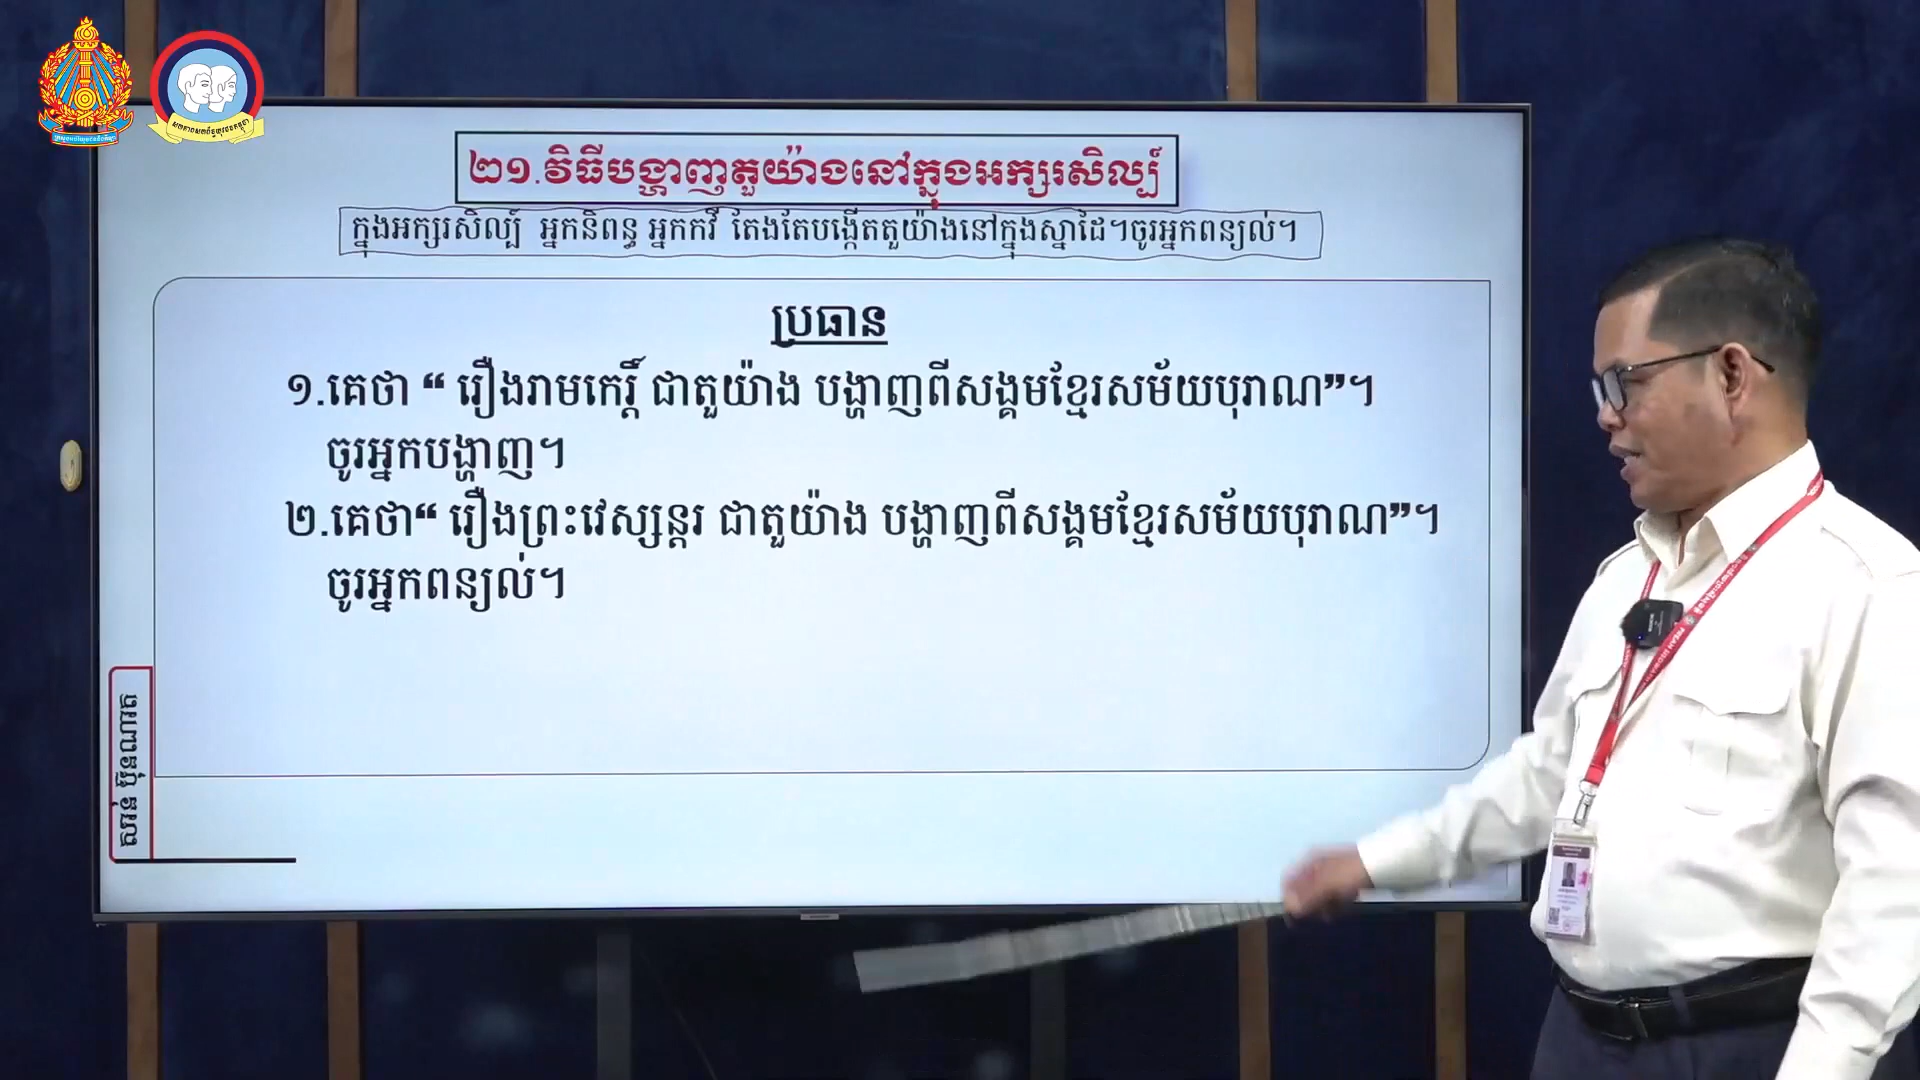 ២១.វិធីបង្ហាញតួយ៉ាងនៅក្នុងអក្សរសិល្ប៍
ក្នុងអក្សរសិល្ប៍ អ្នកនិពន្ធ អ្នកកវី តែងតែបង្កើតតួយ៉ាងនៅក្នុងស្នាដៃ។ចូរអ្នកពន្យល់។
ប្រធាន
១.គេថា “ រឿងរាមកេរ្តិ៍ ជាតួយ៉ាង បង្ហាញពីសង្គមខ្មែរសម័យបុរាណ”។
ចូរអ្នកបង្ហាញ។
២.គេថា“ រឿងព្រះវេស្សន្តរ ជាតួយ៉ាង បង្ហាញពីសង្គមខ្មែរសម័យបុរាណ”។
ចូរអ្នកពន្យល់។